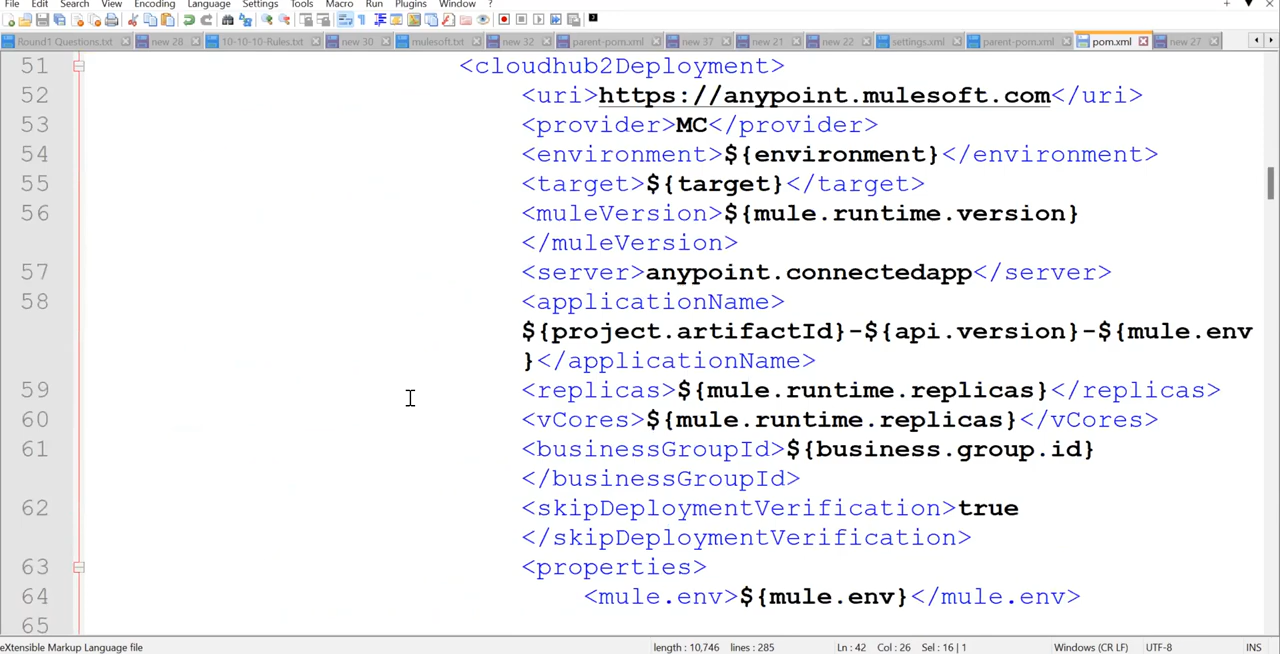 File Edit Search View Encoding Language Settings Tools Macro Run Plugins Window ?
Round1 Questions.txt new 28 10-10-10-Rules.txt new 30 mulesoft.txt new 32 parent-pom.xml new 37 new 21 new 22 settings.xml parent-pom.xml pom.xml new 27
51 <cloudhub2Deployment>
52 <uri>https://anypoint.mulesoft.com</uri>
53 <provider>MC</provider>
54 <environment>${environment}</environment>
55 <target>${target}</target>
56 <muleVersion>${mule.runtime.version}
</muleVersion>
57 <server>anypoint.connectedapp</server>
58 <applicationName>
${project.artifactId}-${api.version}-${mule.env
}</applicationName>
59 <replicas>${mule.runtime.replicas}</replicas>
60 <vCores>${mule.runtime.replicas}</vCores>
61 <businessGroupId>${business.group.id}
</businessGroupId>
62 <skipDeploymentVerification>true
</skipDeploymentVerification>
63 <properties>
64 <mule.env>${mule.env}</mule.env>
65
eXtensible Markup Language file length : 10,746 lines : 285 Ln : 42 Col : 26 Sel : 16 | 1 Windows (CR LF) UTF-8 INS